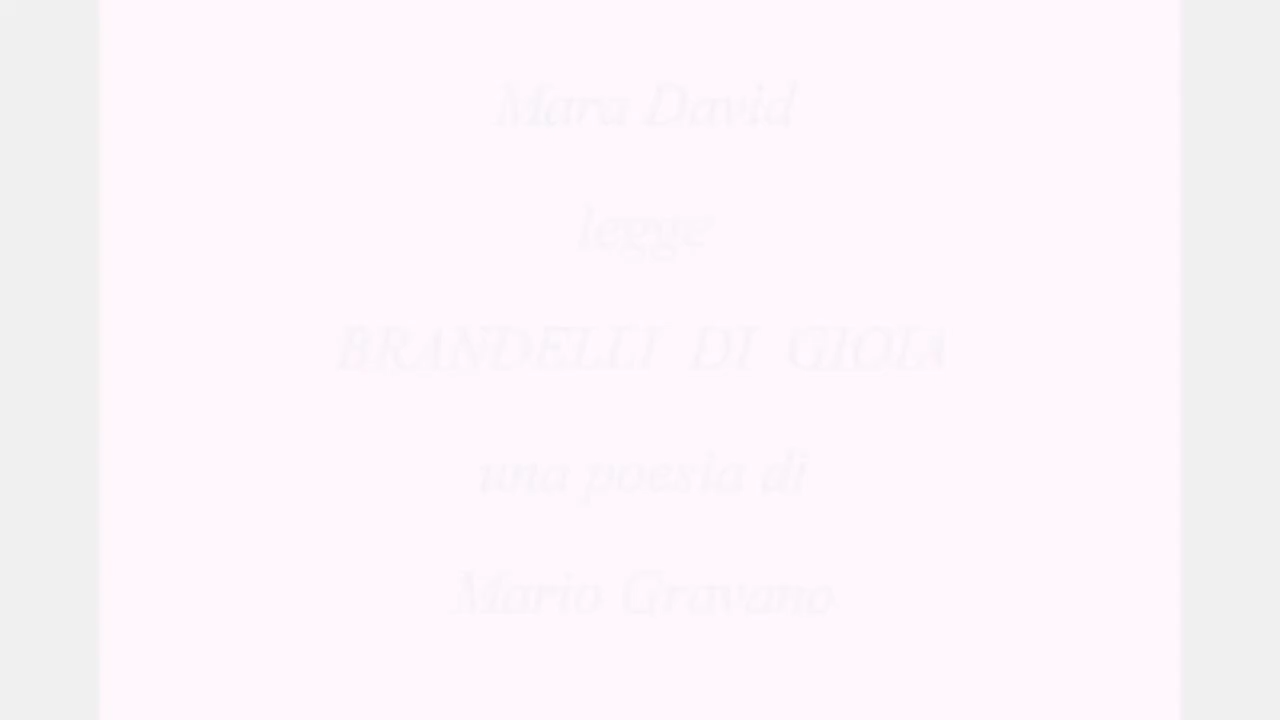 Mara David
legge
BRANDELLI DI GIOIA
una poesia di
Mario Gravano